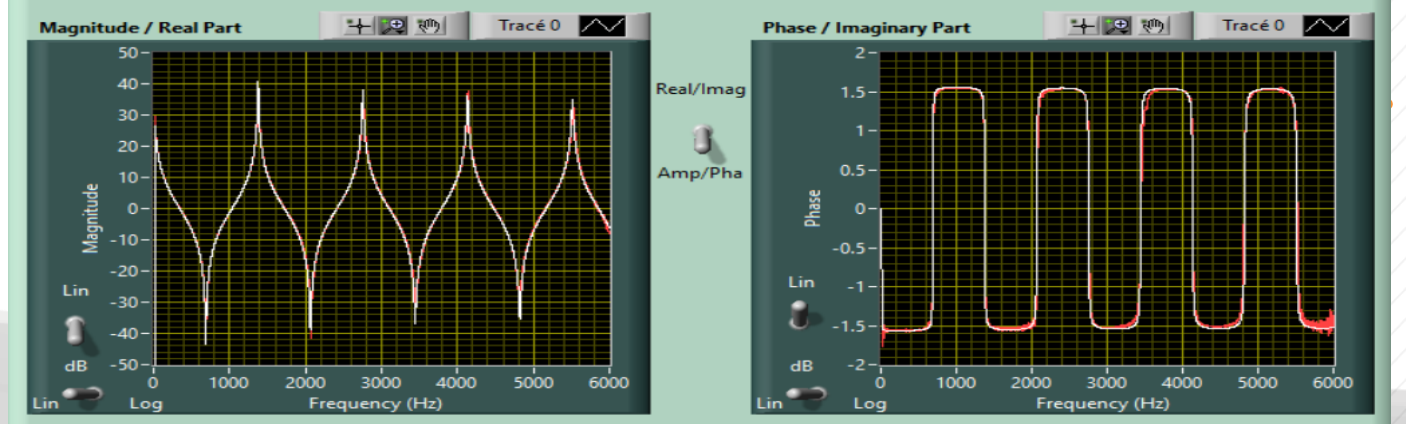 Magnitude / Real Part
Tracé 0
50
40
30
20
10
0
-10
-20
-30
-40
-50
Magnitude
Lin
dB
Lin
Log
0
1000
2000
3000
4000
5000
6000
Frequency (Hz)
Real/Imag
Amp/Pha
Phase / Imaginary Part
Tracé 0
2
1.5
1
0.5
0
-0.5
-1
-1.5
-2
Phase
Lin
dB
Lin
Log
0
1000
2000
3000
4000
5000
6000
Frequency (Hz)